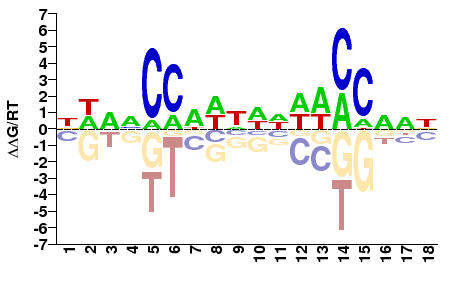 7
6
5
4
3
2
1
0
-1
-2
-3
-4
-5
-6
-7
ΔΔG/RT
T A C
T A G
A T
A G
C A G T
C A T
A T C
A T C G
T A C G
A T G
A T C G
A T C
A T G C
C A G T
C A T G
A G T
A T C
T A C
1 2 3 4 5 6 7 8 9 10 11 12 13 14 15 16 17 18